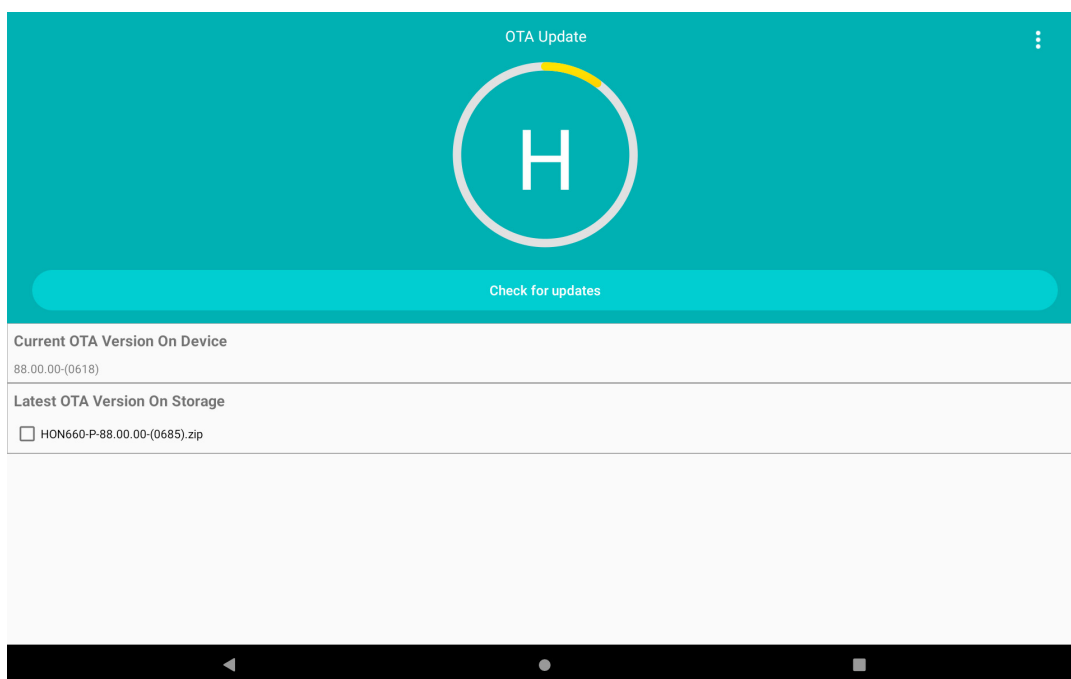 OTA Update
H
Check for updates
Current OTA Version On Device
88.00.00-(0618)
Latest OTA Version On Storage
HON660-P-88.00.00-(0685).zip